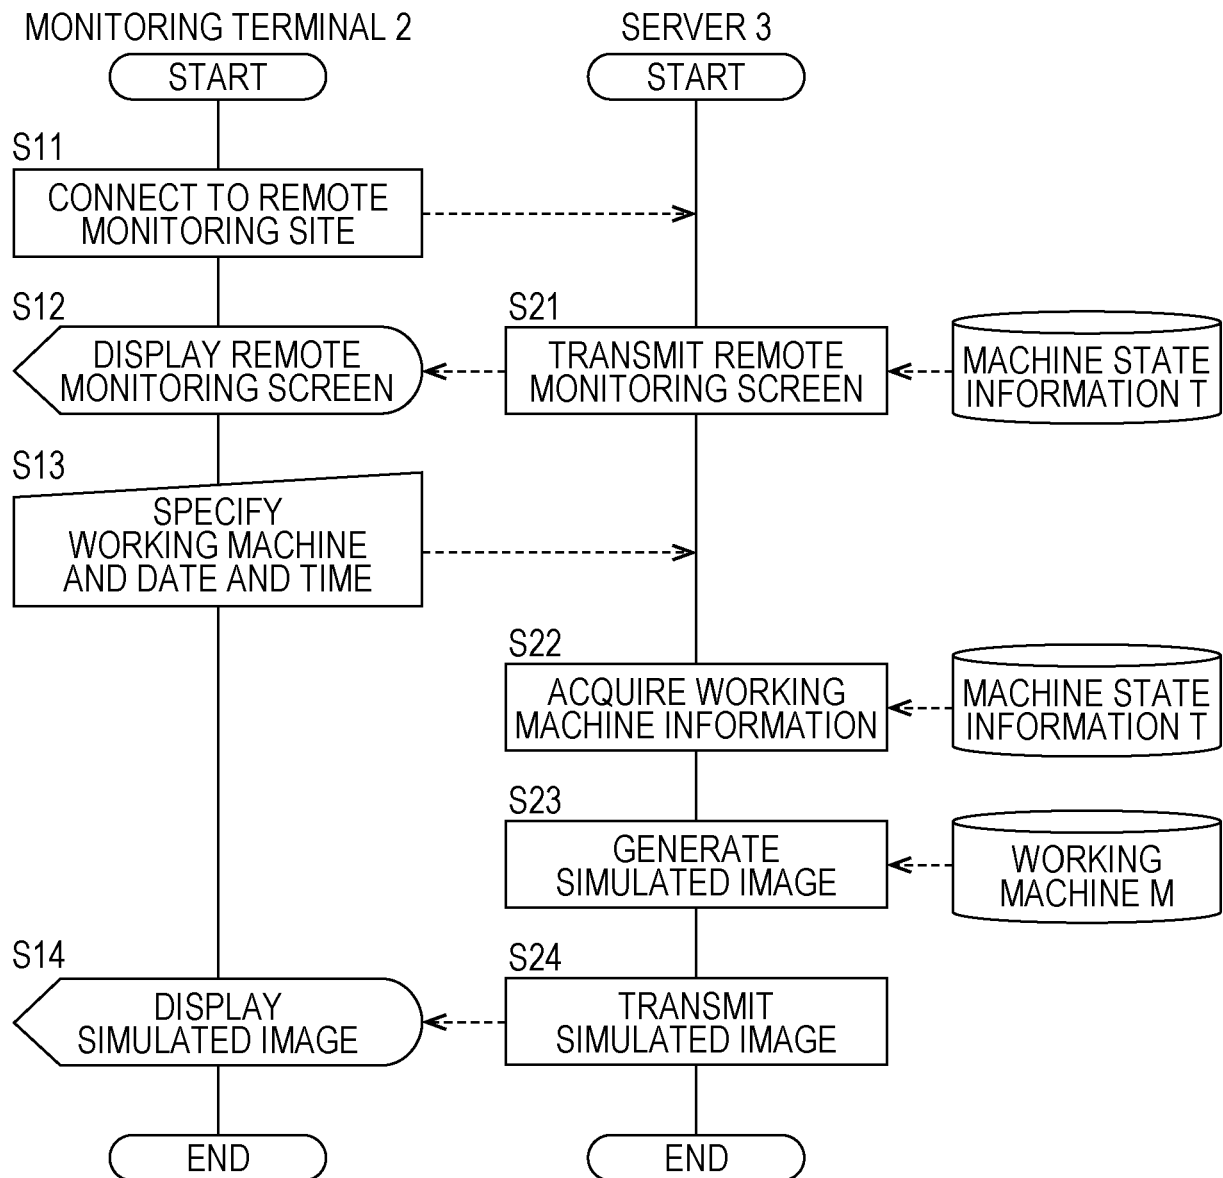 MONITORING TERMINAL 2
SERVER 3
START
START
S11
CONNECT TO REMOTE
MONITORING SITE
S12
DISPLAY REMOTE
MONITORING SCREEN
S21
TRANSMIT REMOTE
MONITORING SCREEN
MACHINE STATE
INFORMATION T
S13
SPECIFY
WORKING MACHINE
AND DATE AND TIME
S22
ACQUIRE WORKING
MACHINE INFORMATION
MACHINE STATE
INFORMATION T
S23
GENERATE
SIMULATED IMAGE
WORKING
MACHINE M
S14
DISPLAY
SIMULATED IMAGE
S24
TRANSMIT
SIMULATED IMAGE
END
END